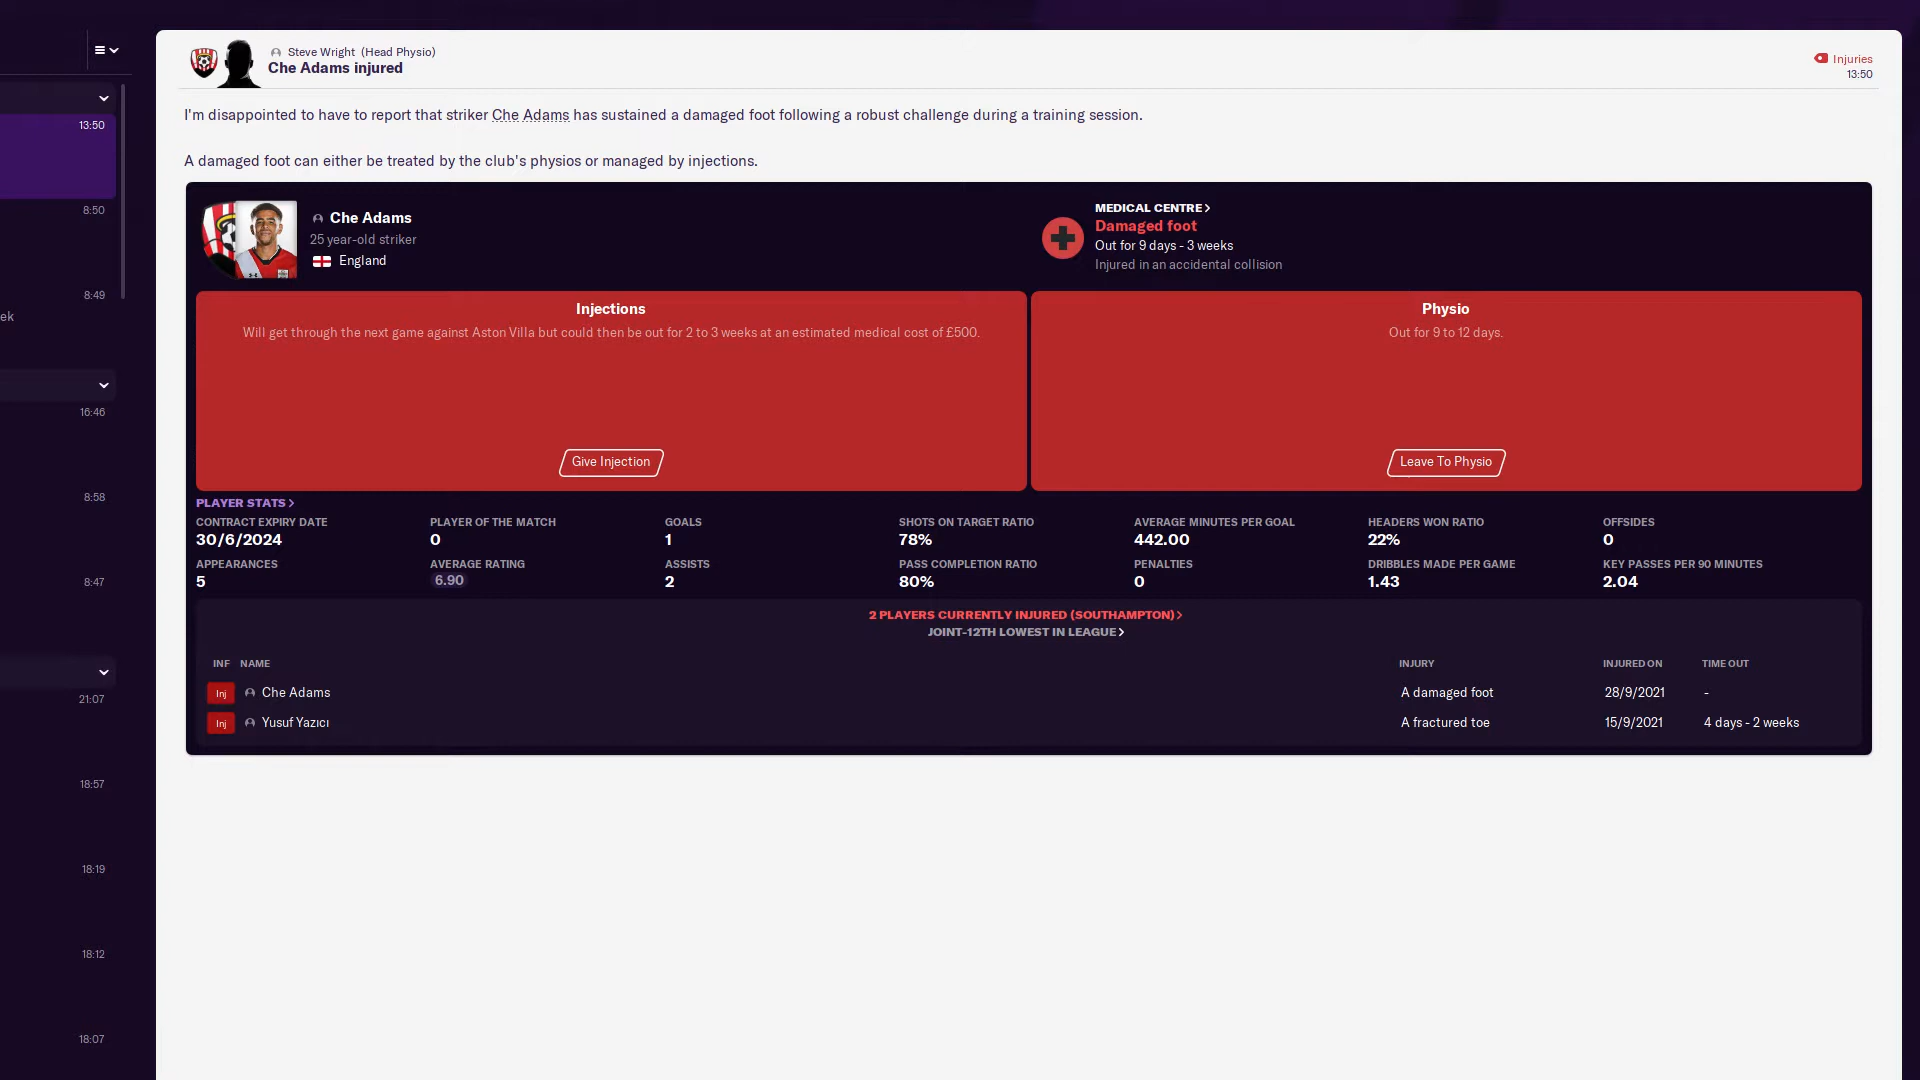 Steve Wright (Head Physio)
Che Adams injured
Injuries
13:50
I'm disappointed to have to report that striker Che Adams has sustained a damaged foot following a robust challenge during a training session.
A damaged foot can either be treated by the club's physios or managed by injections.
13:50
8:50
8:49
ek
16:46
8:58
8:47
21:07
18:57
18:19
18:12
18:07
Che Adams
25 year-old striker
England
MEDICAL CENTRE
Damaged foot
Out for 9 days - 3 weeks
Injured in an accidental collision
Injections
Will get through the next game against Aston Villa but could then be out for 2 to 3 weeks at an estimated medical cost of £500.
Give Injection
Physio
Out for 9 to 12 days.
Leave To Physio
PLAYER STATS
CONTRACT EXPIRY DATE PLAYER OF THE MATCH GOALS SHOTS ON TARGET RATIO AVERAGE MINUTES PER GOAL HEADERS WON RATIO OFFSIDES
30/6/2024 0 1 78% 442.00 22% 0
APPEARANCES AVERAGE RATING ASSISTS PASS COMPLETION RATIO PENALTIES DRIBBLES MADE PER GAME KEY PASSES PER 90 MINUTES
5 6.90 2 80% 0 1.43 2.04
2 PLAYERS CURRENTLY INJURED (SOUTHAMPTON)
JOINT-12TH LOWEST IN LEAGUE
INF NAME INJURY INJURED ON TIME OUT
Inj Che Adams A damaged foot 28/9/2021 -
Inj Yusuf Yazıcı A fractured toe 15/9/2021 4 days - 2 weeks